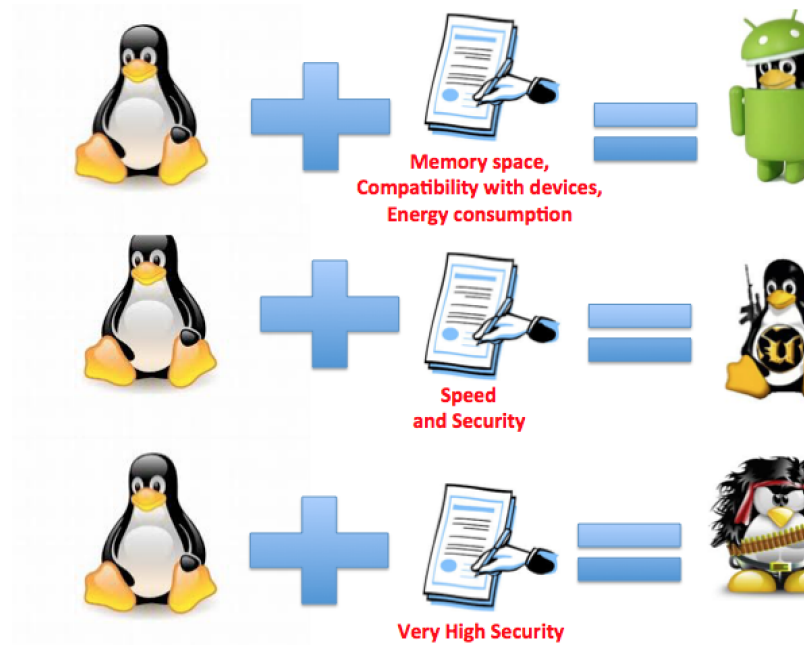 Memory space,
Compatibility with devices,
Energy consumption
Speed
and Security
Very High Security